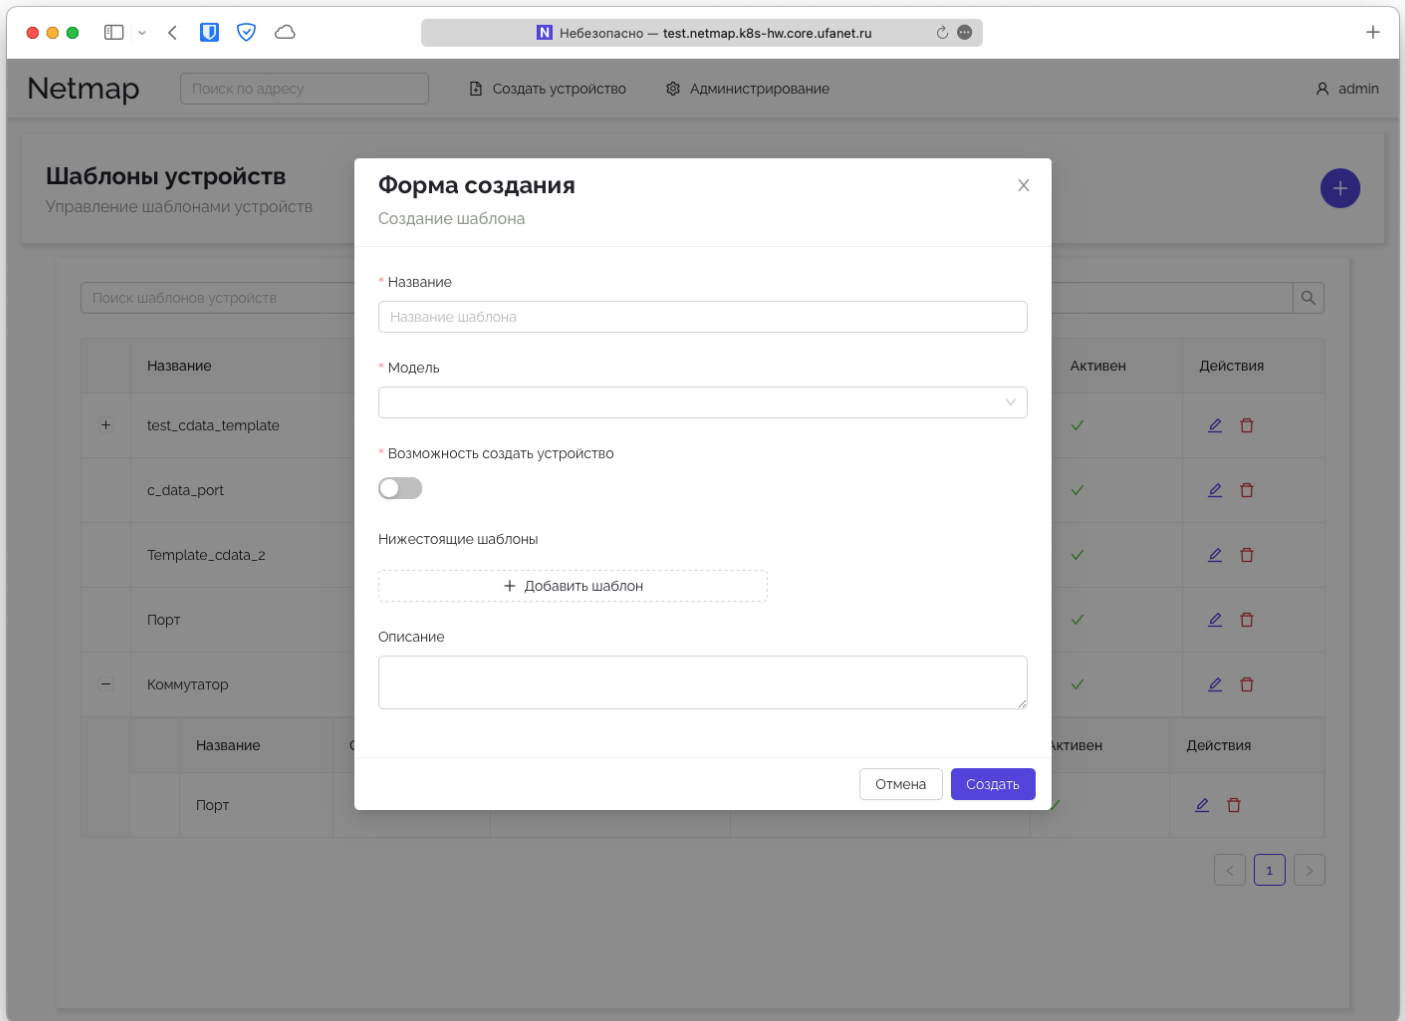 Небезопасно — test.netmap.k8s-hw.core.ufanet.ru
Netmap
Поиск по адресу
Создать устройство
Администрирование
admin
Шаблоны устройств
Управление шаблонами устройств
Форма создания
Создание шаблона
* Название
Название шаблона
* Модель
* Возможность создать устройство
Нижестоящие шаблоны
+ Добавить шаблон
Описание
Отмена
Создать
Поиск шаблонов устройств
Название
Активен
Действия
test_cdata_template
c_data_port
Template_cdata_2
Порт
Коммутатор
Название
Активен
Действия
Порт
< 1 >